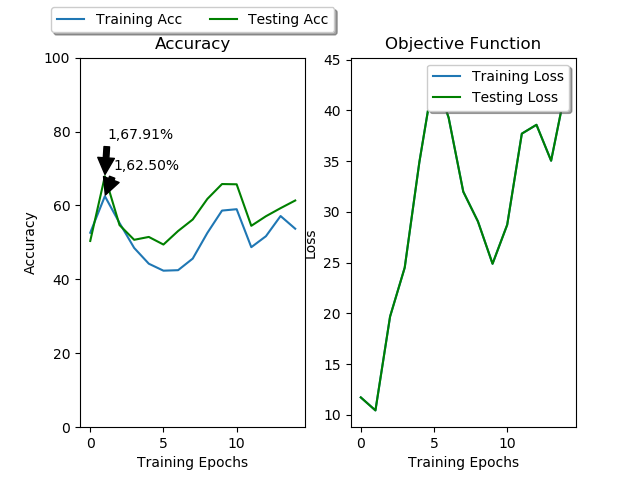 Training Acc Testing Acc
Accuracy
100
80
60
40
20
0
1,67.91%
1,62.50%
Accuracy
0 5 10
Training Epochs
Objective Function
Training Loss
Testing Loss
45
40
35
30
25
20
15
10
Loss
0 5 10
Training Epochs